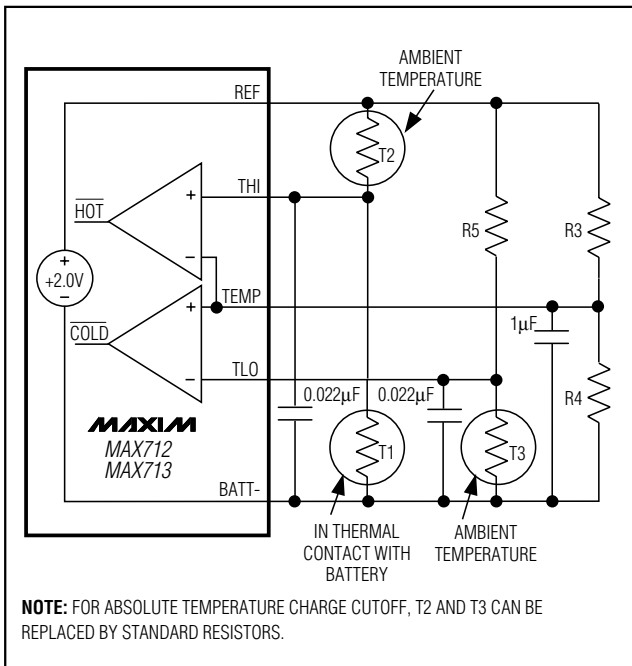 AMBIENT
TEMPERATURE
REF
T2
THI
+
HOT
R5
R3
−
+
+2.0V
−
TEMP
+
1µF
COLD
TLO
−
0.022µF
0.022µF
R4
MAXIM
MAX712
MAX713
T1
T3
BATT-
IN THERMAL
CONTACT WITH
BATTERY
AMBIENT
TEMPERATURE
NOTE: FOR ABSOLUTE TEMPERATURE CHARGE CUTOFF, T2 AND T3 CAN BE
REPLACED BY STANDARD RESISTORS.